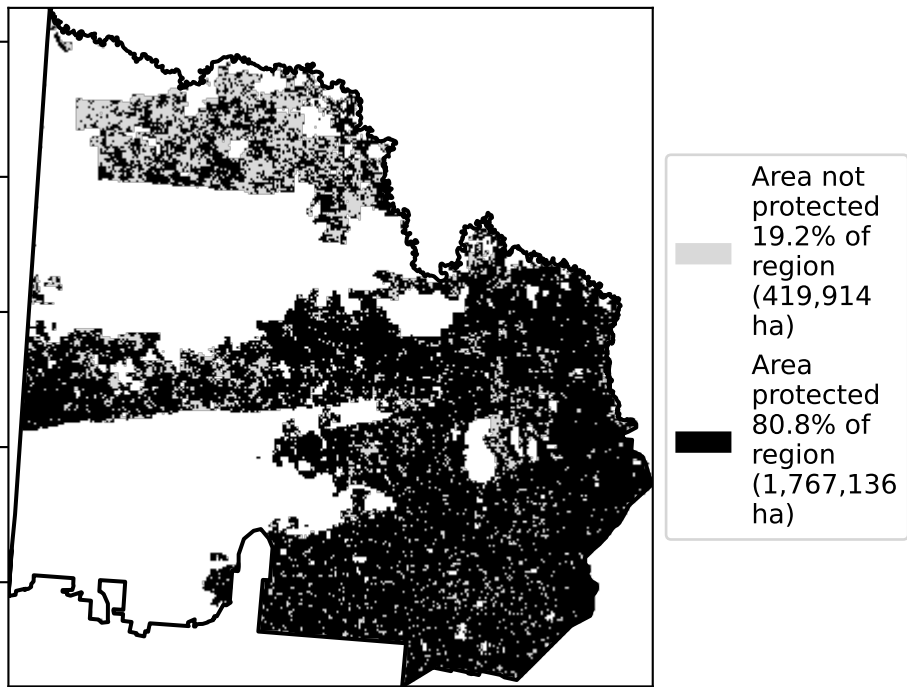 Area not
protected
19.2% of
region
(419,914
ha)
Area
protected
80.8% of
region
(1,767,136
ha)